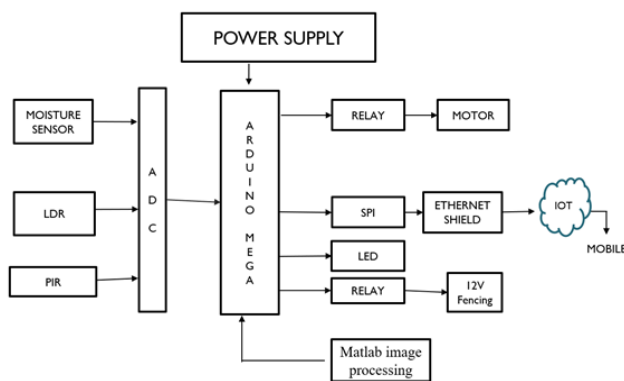 POWER SUPPLY
MOISTURE
SENSOR
LDR
PIR
A
D
C
A
R
D
U
I
N
O
M
E
G
A
RELAY
MOTOR
SPI
ETHERNET
SHIELD
IOT
MOBILE
LED
RELAY
12V
Fencing
Matlab image
processing